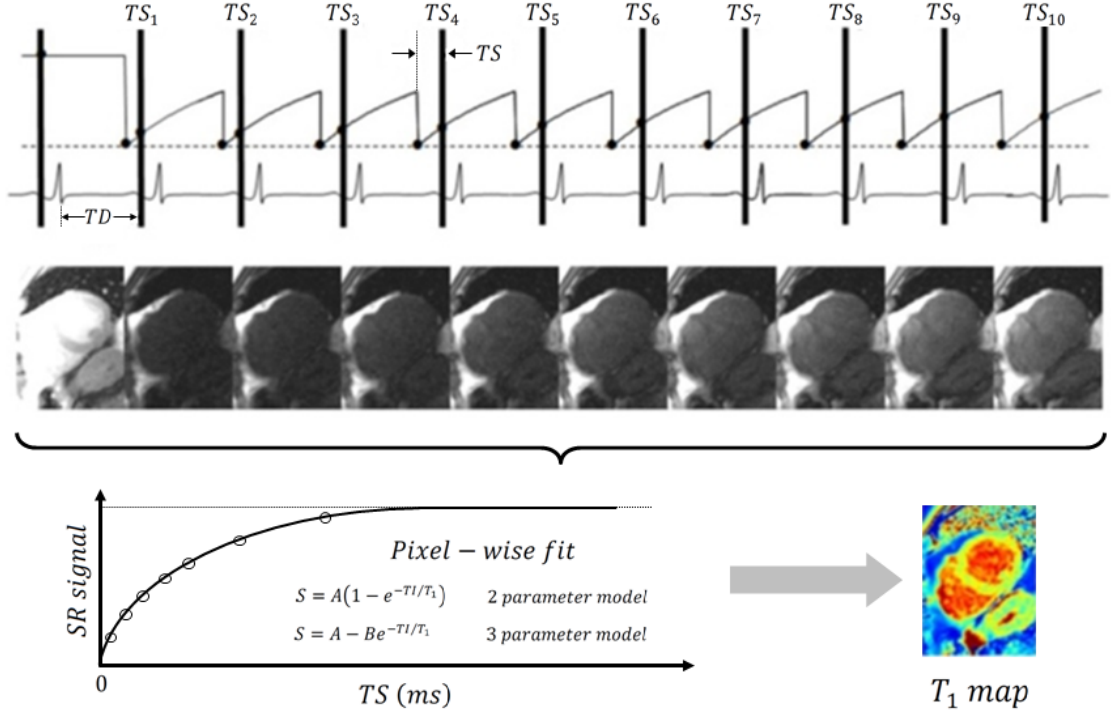 TS₁ TS₂ TS₃ TS₄ TS₅ TS₆ TS₇ TS₈ TS₉ TS₁₀
TS
TD
SR signal
Pixel − wise fit
S = A(1 − e^{−TI/T₁}) 2 parameter model
S = A − Be^{−TI/T₁} 3 parameter model
0
TS (ms)
T₁ map